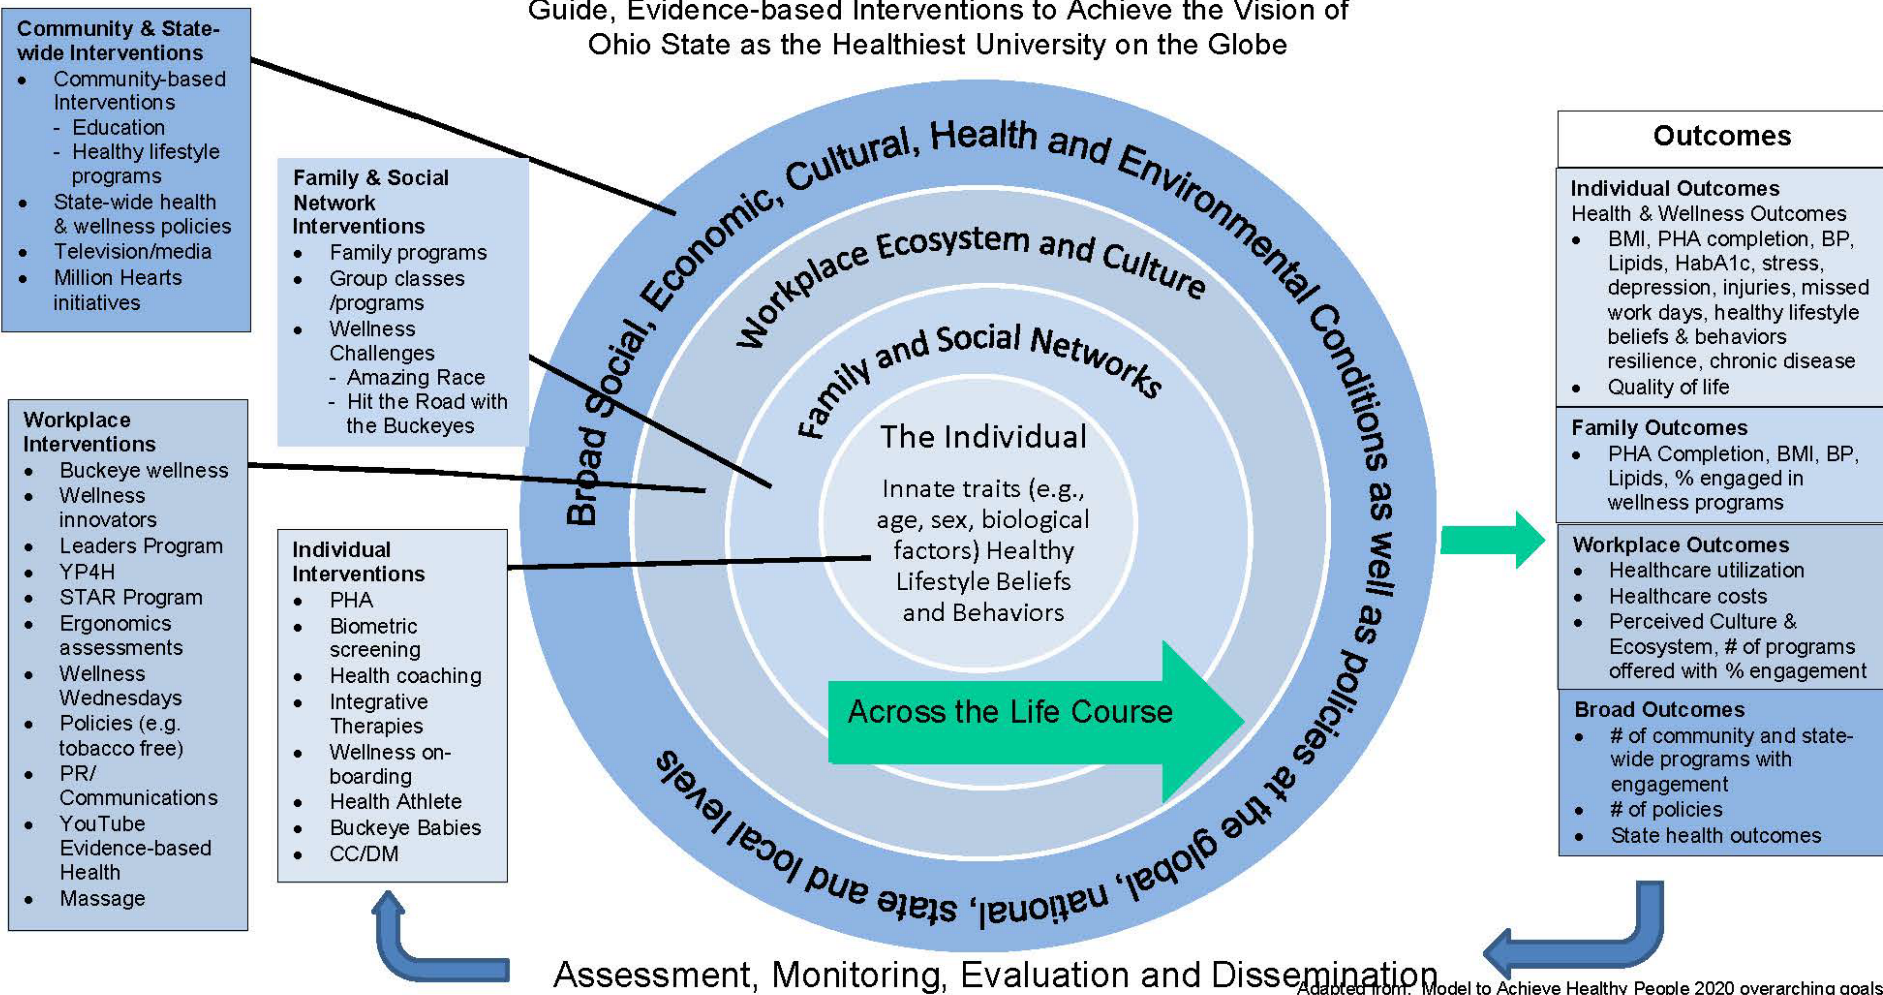 Guide, Evidence-based Interventions to Achieve the Vision of
Ohio State as the Healthiest University on the Globe
Community & State-
wide Interventions
• Community-based
Interventions
- Education
- Healthy lifestyle
programs
• State-wide health
& wellness policies
• Television/media
• Million Hearts
initiatives
Family & Social
Network
Interventions
• Family programs
• Group classes
/programs
• Wellness
Challenges
- Amazing Race
- Hit the Road with
the Buckeyes
Workplace
Interventions
• Buckeye wellness
• Wellness
innovators
• Leaders Program
• YP4H
• STAR Program
• Ergonomics
assessments
• Wellness
Wednesdays
• Policies (e.g.
tobacco free)
• PR/
Communications
• YouTube
Evidence-based
Health
• Massage
Individual
Interventions
• PHA
• Biometric
screening
• Health coaching
• Integrative
Therapies
• Wellness on-
boarding
• Health Athlete
• Buckeye Babies
• CC/DM
Broad Social, Economic, Cultural, Health and Environmental Conditions as well as policies at the global, national, state and local levels
Workplace Ecosystem and Culture
Family and Social Networks
The Individual
Innate traits (e.g.,
age, sex, biological
factors) Healthy
Lifestyle Beliefs
and Behaviors
Across the Life Course
Outcomes
Individual Outcomes
Health & Wellness Outcomes
• BMI, PHA completion, BP,
Lipids, HabA1c, stress,
depression, injuries, missed
work days, healthy lifestyle
beliefs & behaviors
resilience, chronic disease
• Quality of life
Family Outcomes
• PHA Completion, BMI, BP,
Lipids, % engaged in
wellness programs
Workplace Outcomes
• Healthcare utilization
• Healthcare costs
• Perceived Culture &
Ecosystem, # of programs
offered with % engagement
Broad Outcomes
• # of community and state-
wide programs with
engagement
• # of policies
• State health outcomes
Assessment, Monitoring, Evaluation and Dissemination
Adapted from: Model to Achieve Healthy People 2020 overarching goals